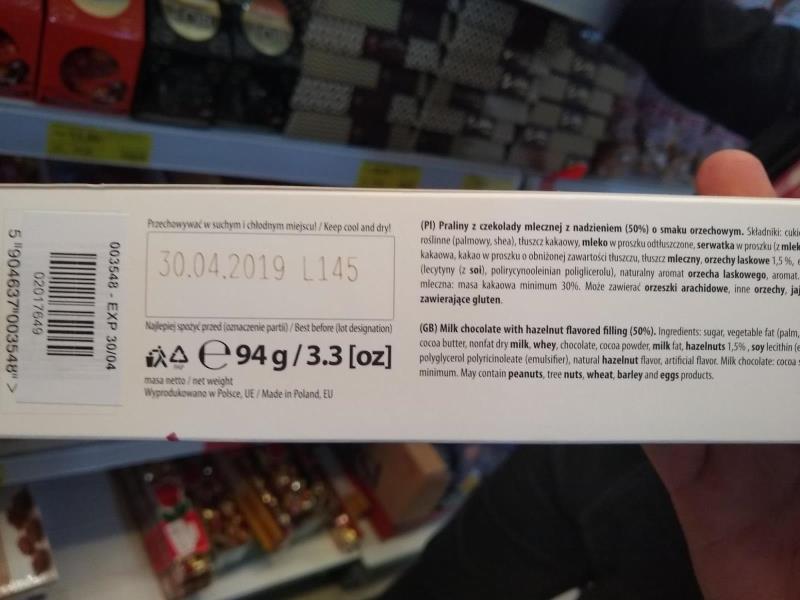 5 904637 003548 >
02017649
003548 - EXP 30/04
Przechowywać w suchym i chłodnym miejscu! / Keep cool and dry!
30.04.2019 L145
Najlepiej spożyć przed (oznaczenie partii) / Best before (lot designation)
PAP
e 94 g / 3.3 [oz]
masa netto / net weight
Wyprodukowano w Polsce, UE / Made in Poland, EU
(Pl) Praliny z czekolady mlecznej z nadzieniem (50%) o smaku orzechowym. Składniki:
roślinne (palmowy, shea), tłuszcz kakaowy, mleko w proszku odtłuszczone, serwatka w proszku (z
kakaowa, kakao w proszku o obniżonej zawartości tłuszczu, tłuszcz mleczny, orzechy laskowe 1,5 %,
(lecytyny (z soi), polirycynooleinian poliglicerolu), naturalny aromat orzecha laskowego, aromat.
mleczna: masa kakaowa minimum 30%. Może zawierać orzeszki arachidowe, inne orzechy,
zawierające gluten.
(GB) Milk chocolate with hazelnut flavored filling (50%). Ingredients: sugar, vegetable fat (palm,
cocoa butter, nonfat dry milk, whey, chocolate, cocoa powder, milk fat, hazelnuts 1,5% , soy lecithin
polyglycerol polyricinoleate (emulsifier), natural hazelnut flavor, artificial flavor. Milk chocolate: cocoa
minimum. May contain peanuts, tree nuts, wheat, barley and eggs products.